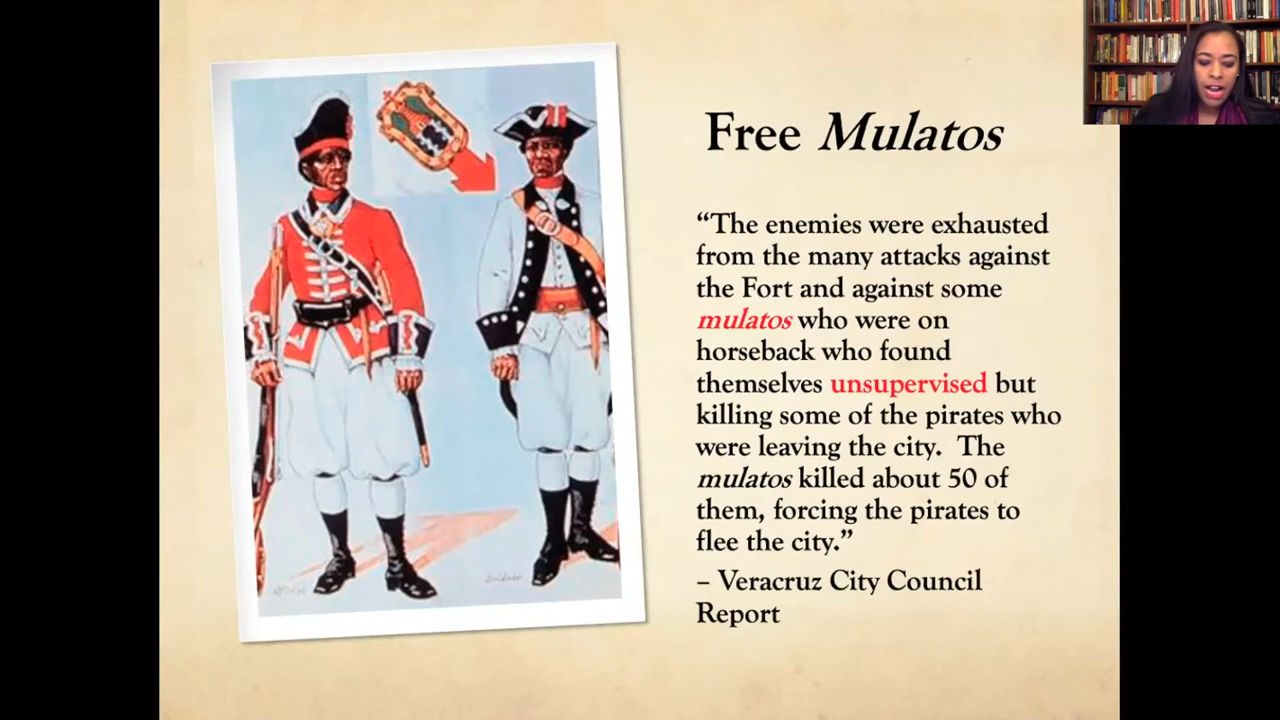 Free Mulatos
“The enemies were exhausted
from the many attacks against
the Fort and against some
mulatos who were on
horseback who found
themselves unsupervised but
killing some of the pirates who
were leaving the city.  The
mulatos killed about 50 of
them, forcing the pirates to
flee the city.”
– Veracruz City Council
Report